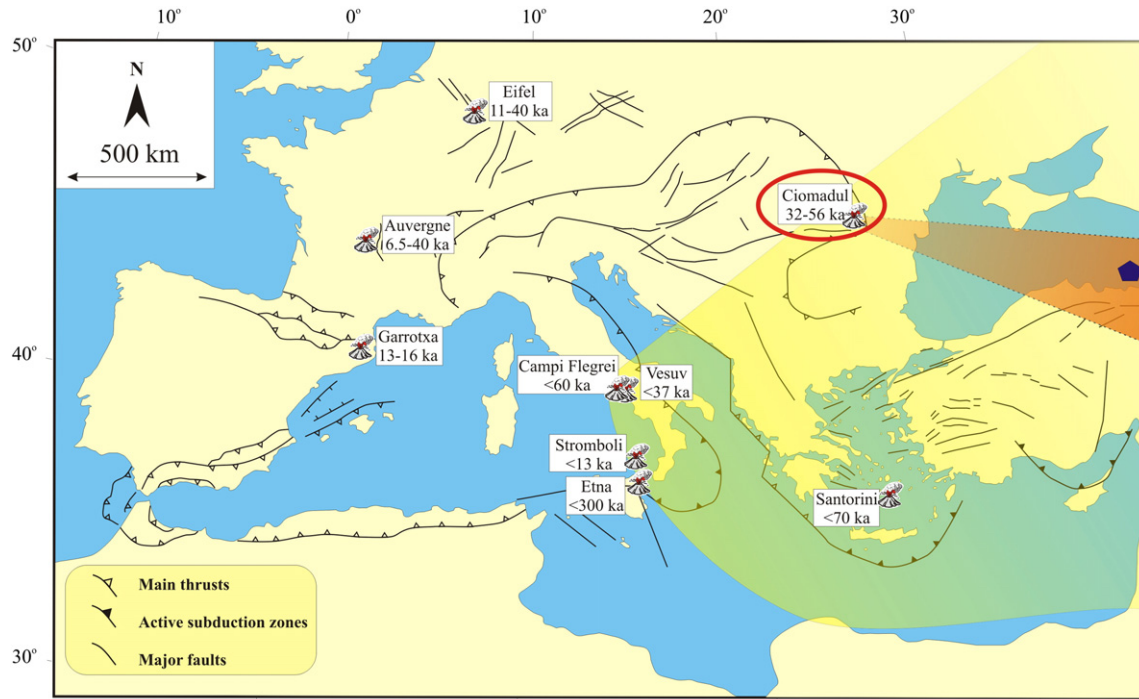 10° 0° 10° 20° 30°
50°
N
500 km
Eifel
11-40 ka
Ciomadul
32-56 ka
Auvergne
6.5-40 ka
40°
Garrotxa
13-16 ka
Campi Flegrei
<60 ka
Vesuv
<37 ka
Stromboli
<13 ka
Etna
<300 ka
Santorini
<70 ka
Main thrusts
Active subduction zones
Major faults
30°